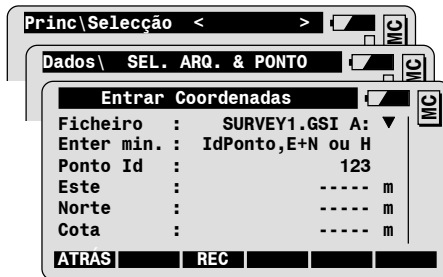 Princ\Selecção < > MC
Dados\ SEL. ARQ. & PONTO MC
Entrar Coordenadas MC
Ficheiro : SURVEY1.GSI A: ▼
Enter min. : IdPonto,E+N ou H
Ponto Id : 123
Este : ----- m
Norte : ----- m
Cota : ----- m
ATRÁS REC